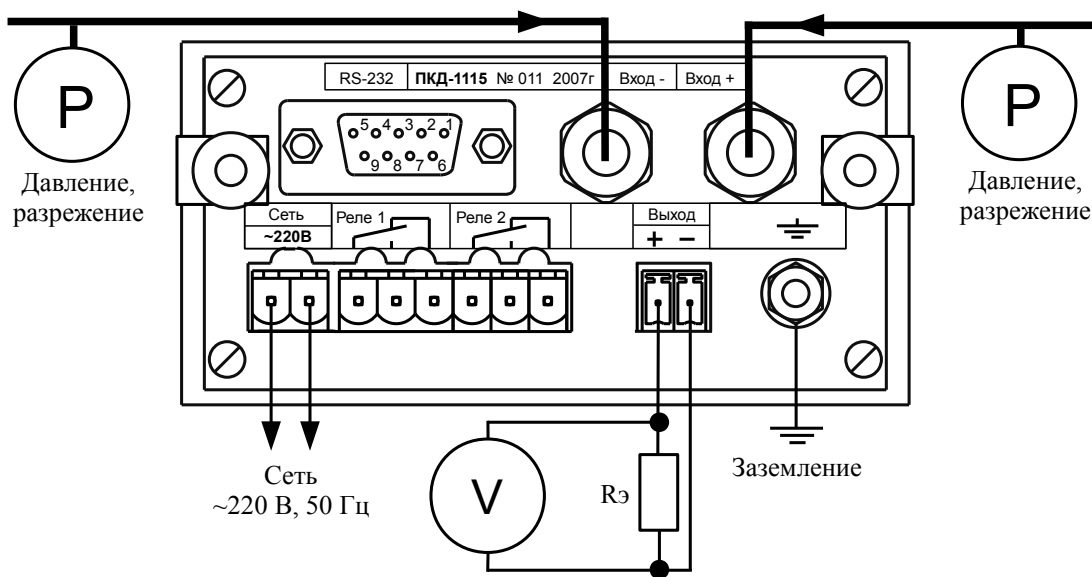 RS-232 ПКД-1115 № 011 2007г Вход - Вход +
P
P
5 4 3 2 1
9 8 7 6
Давление,
разрежение
Давление,
разрежение
Сеть
~220В
Реле 1
Реле 2
Выход
+ −
Сеть
~220 В, 50 Гц
V
Rэ
Заземление